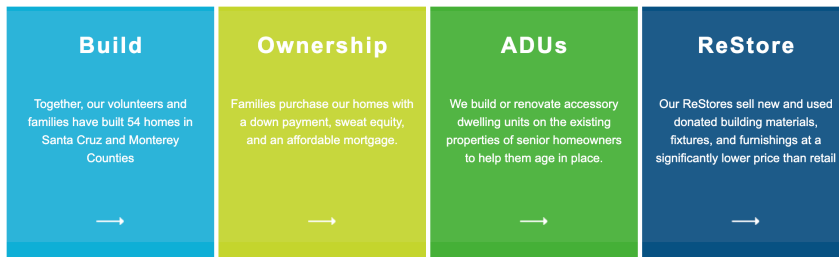 Build
Together, our volunteers and
families have built 54 homes in
Santa Cruz and Monterey
Counties
Ownership
Families purchase our homes with
a down payment, sweat equity,
and an affordable mortgage.
ADUs
We build or renovate accessory
dwelling units on the existing
properties of senior homeowners
to help them age in place.
ReStore
Our ReStores sell new and used
donated building materials,
fixtures, and furnishings at a
significantly lower price than retail